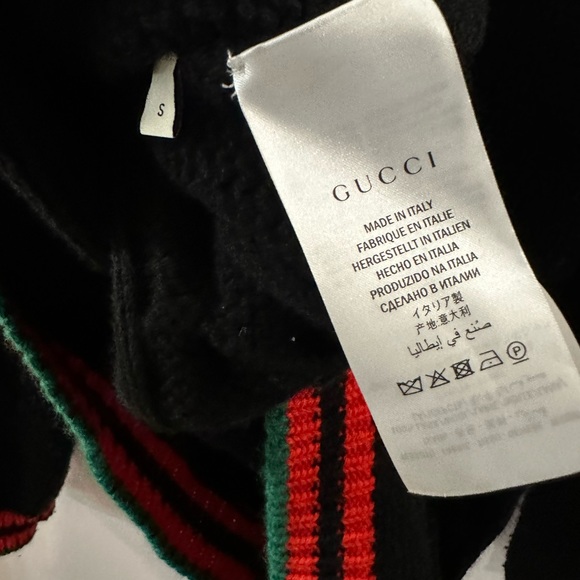 S
GUCCI
MADE IN ITALY
FABRIQUE EN ITALIE
HERGESTELLT IN ITALIEN
HECHO EN ITALIA
PRODUZIDO NA ITALIA
СДЕЛАНО В ИТАЛИИ
イタリア製
产地:意大利
صنع في إيطاليا
P